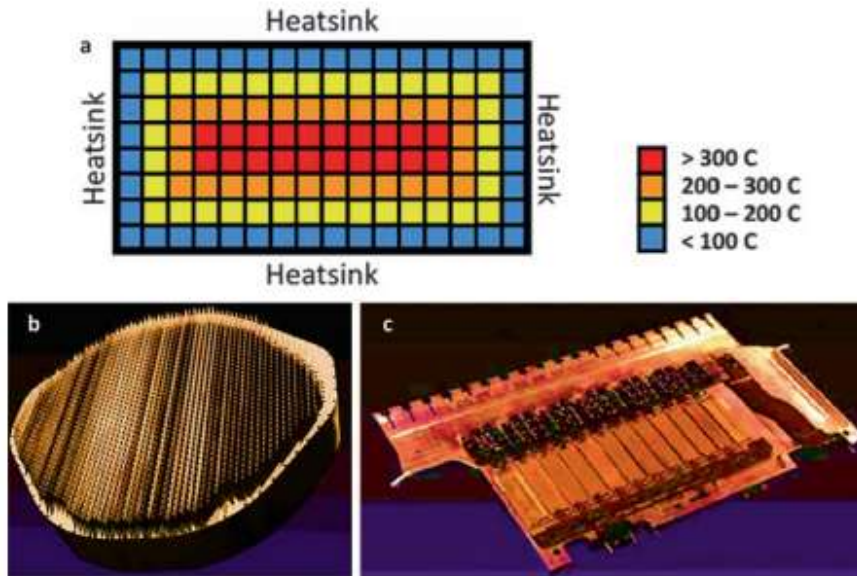 Heatsink
a
Heatsink
Heatsink
> 300 C
200 – 300 C
100 – 200 C
< 100 C
Heatsink
b
c